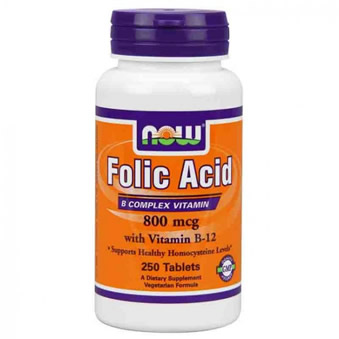 now
Folic Acid
B COMPLEX VITAMIN
800 mcg
with Vitamin B-12
* Supports Healthy Homocysteine Levels*
250 Tablets
A Dietary Supplement
Vegetarian Formula
GMP